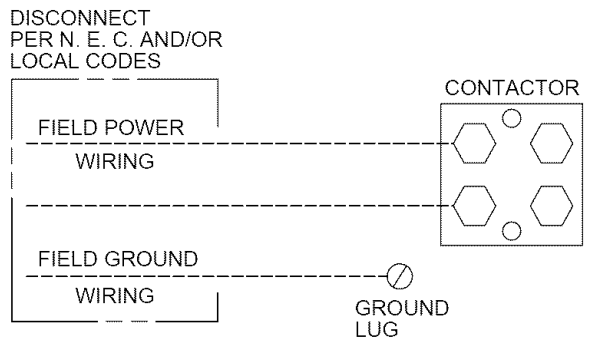 DISCONNECT
PER N. E. C. AND/OR
LOCAL CODES
CONTACTOR
FIELD POWER
WIRING
FIELD GROUND
WIRING
GROUND
LUG